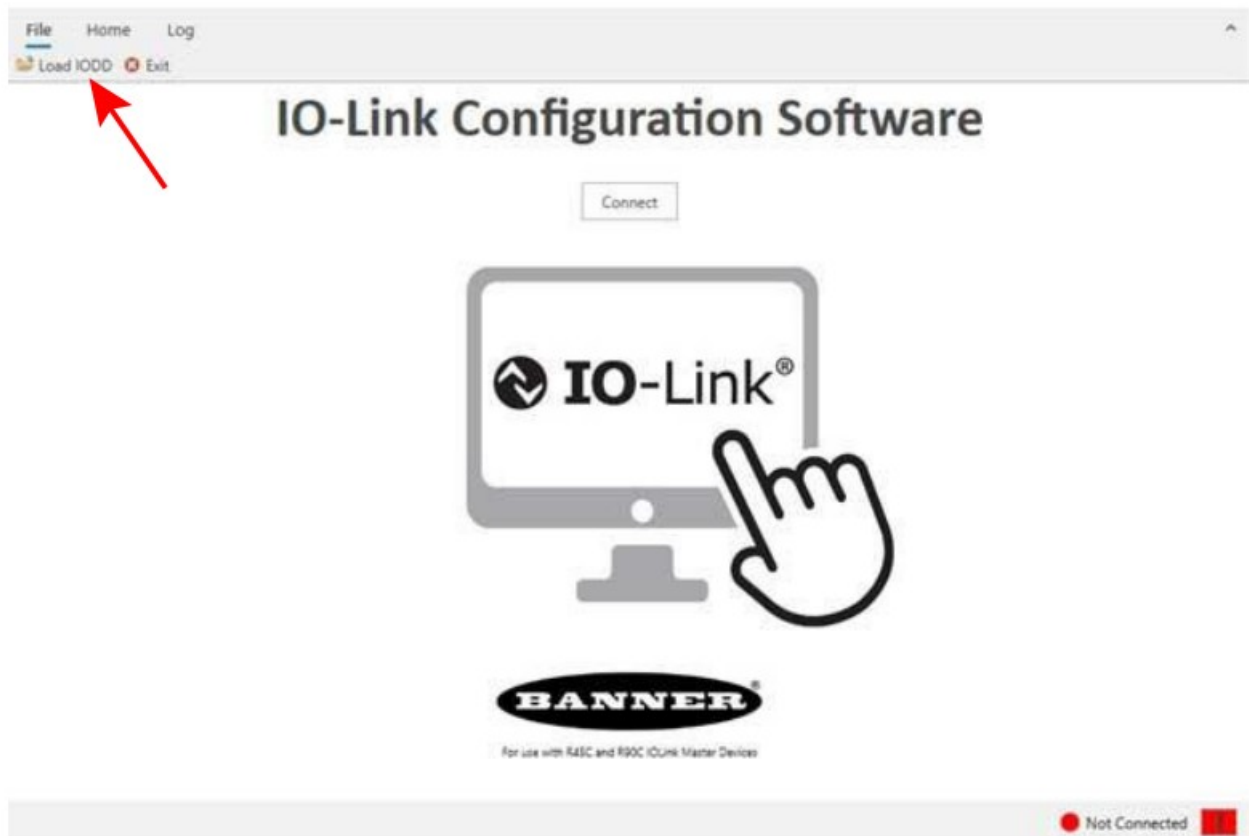 File Home Log
Load IODD Exit
IO-Link Configuration Software
Connect
IO-Link®
BANNER®
For use with R45C and R90C IOLink Master Devices
Not Connected